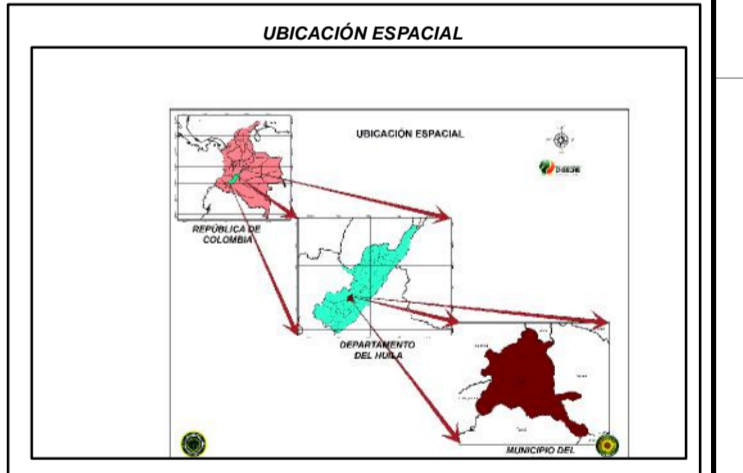 UBICACIÓN ESPACIAL
UBICACIÓN ESPACIAL
REPÚBLICA DE
COLOMBIA
DEPARTAMENTO
DEL HUILA
MUNICIPIO DEL